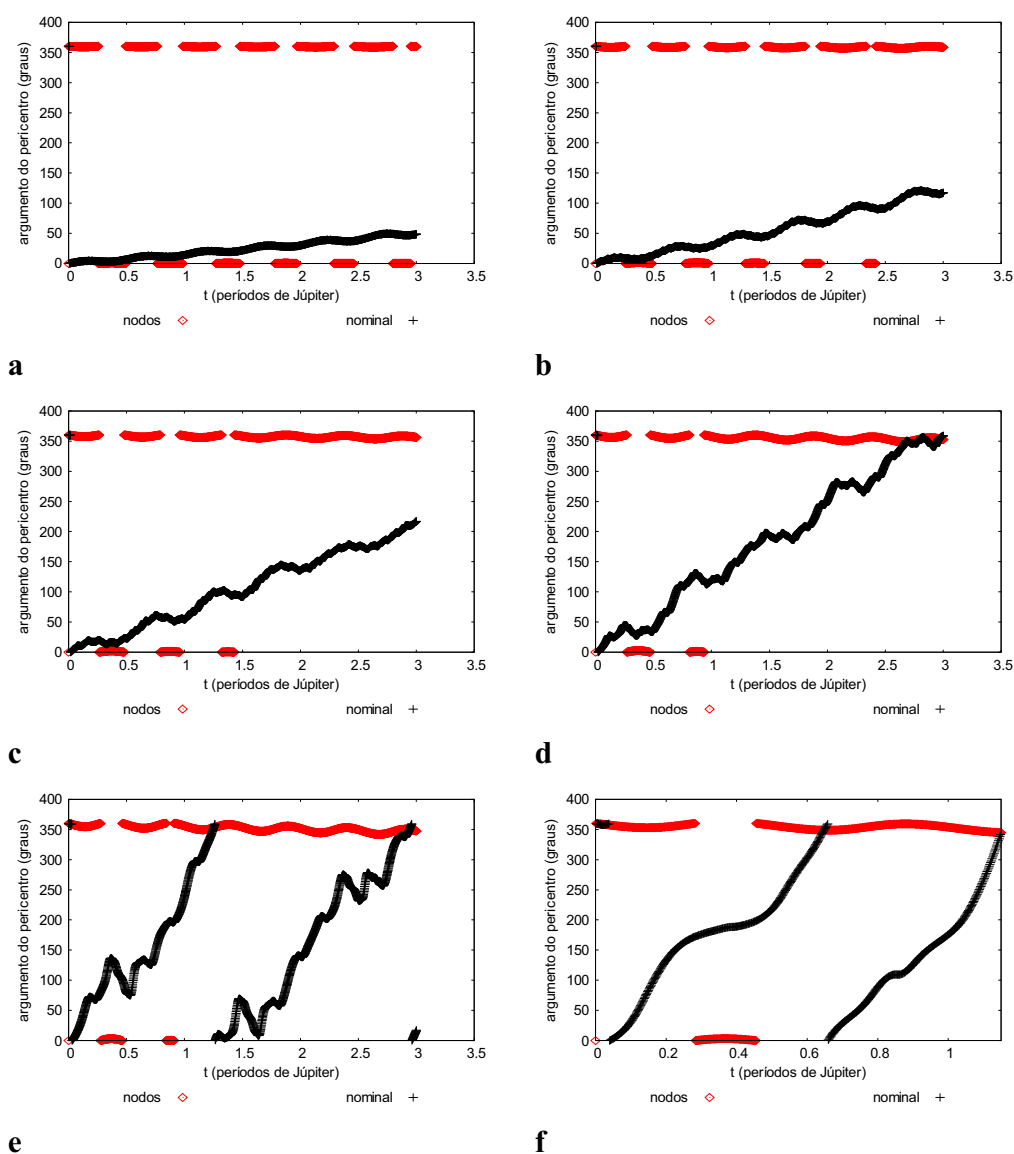 argumento do pericentro (graus)
400
350
300
250
200
150
100
50
0
0 0.5 1 1.5 2 2.5 3 3.5
t (períodos de Júpiter)
nodos nominal
a
argumento do pericentro (graus)
400
350
300
250
200
150
100
50
0
0 0.5 1 1.5 2 2.5 3 3.5
t (períodos de Júpiter)
nodos nominal
b
argumento do pericentro (graus)
400
350
300
250
200
150
100
50
0
0 0.5 1 1.5 2 2.5 3 3.5
t (períodos de Júpiter)
nodos nominal
c
argumento do pericentro (graus)
400
350
300
250
200
150
100
50
0
0 0.5 1 1.5 2 2.5 3 3.5
t (períodos de Júpiter)
nodos nominal
d
argumento do pericentro (graus)
400
350
300
250
200
150
100
50
0
0 0.5 1 1.5 2 2.5 3 3.5
t (períodos de Júpiter)
nodos nominal
e
argumento do pericentro (graus)
400
350
300
250
200
150
100
50
0
0 0.2 0.4 0.6 0.8 1
t (períodos de Júpiter)
nodos nominal
f